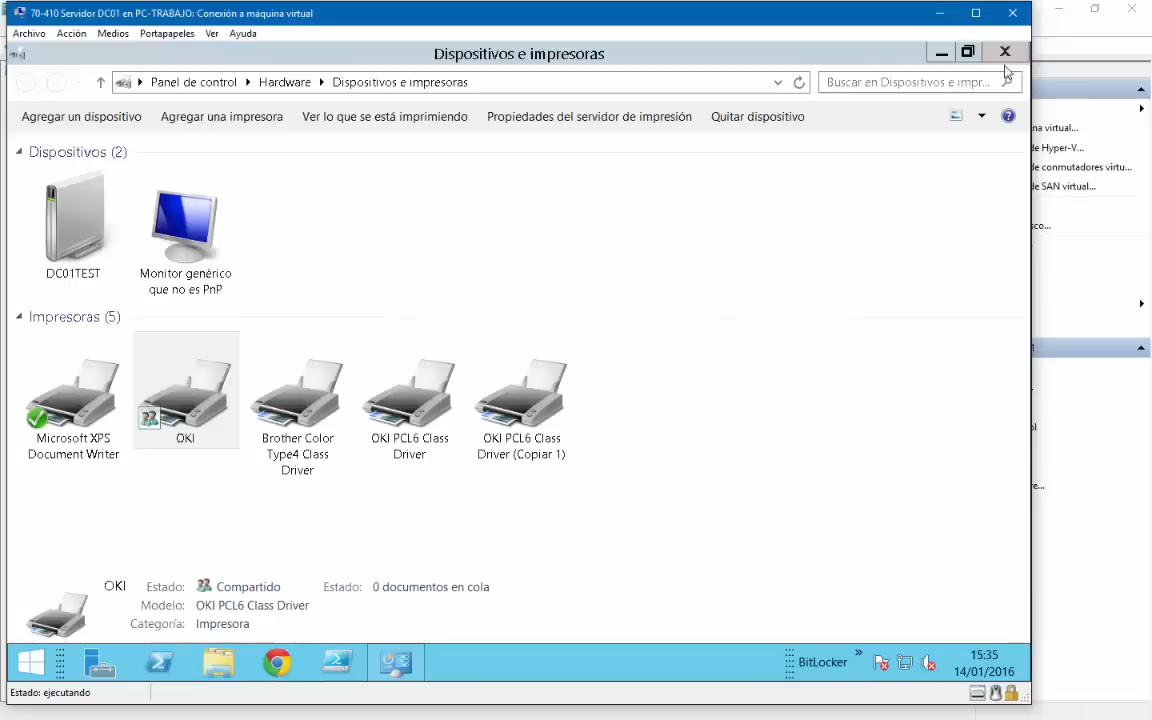 70-410 Servidor DC01 en PC-TRABAJO: Conexión a máquina virtual
Archivo Acción Medios Portapapeles Ver Ayuda
Dispositivos e impresoras
Panel de control Hardware Dispositivos e impresoras
Buscar en Dispositivos e impr...
Agregar un dispositivo Agregar una impresora Ver lo que se está imprimiendo Propiedades del servidor de impresión Quitar dispositivo
na virtual...
de Hyper-V...
de conmutadores virtu...
de SAN virtual...
sco...
re...
Dispositivos (2)
DC01TEST
Monitor genérico
que no es PnP
Impresoras (5)
Microsoft XPS
Document Writer
OKI
Brother Color
Type4 Class
Driver
OKI PCL6 Class
Driver
OKI PCL6 Class
Driver (Copiar 1)
OKI Estado: Compartido Estado: 0 documentos en cola
Modelo: OKI PCL6 Class Driver
Categoría: Impresora
BitLocker
15:35
14/01/2016
Estado: ejecutando